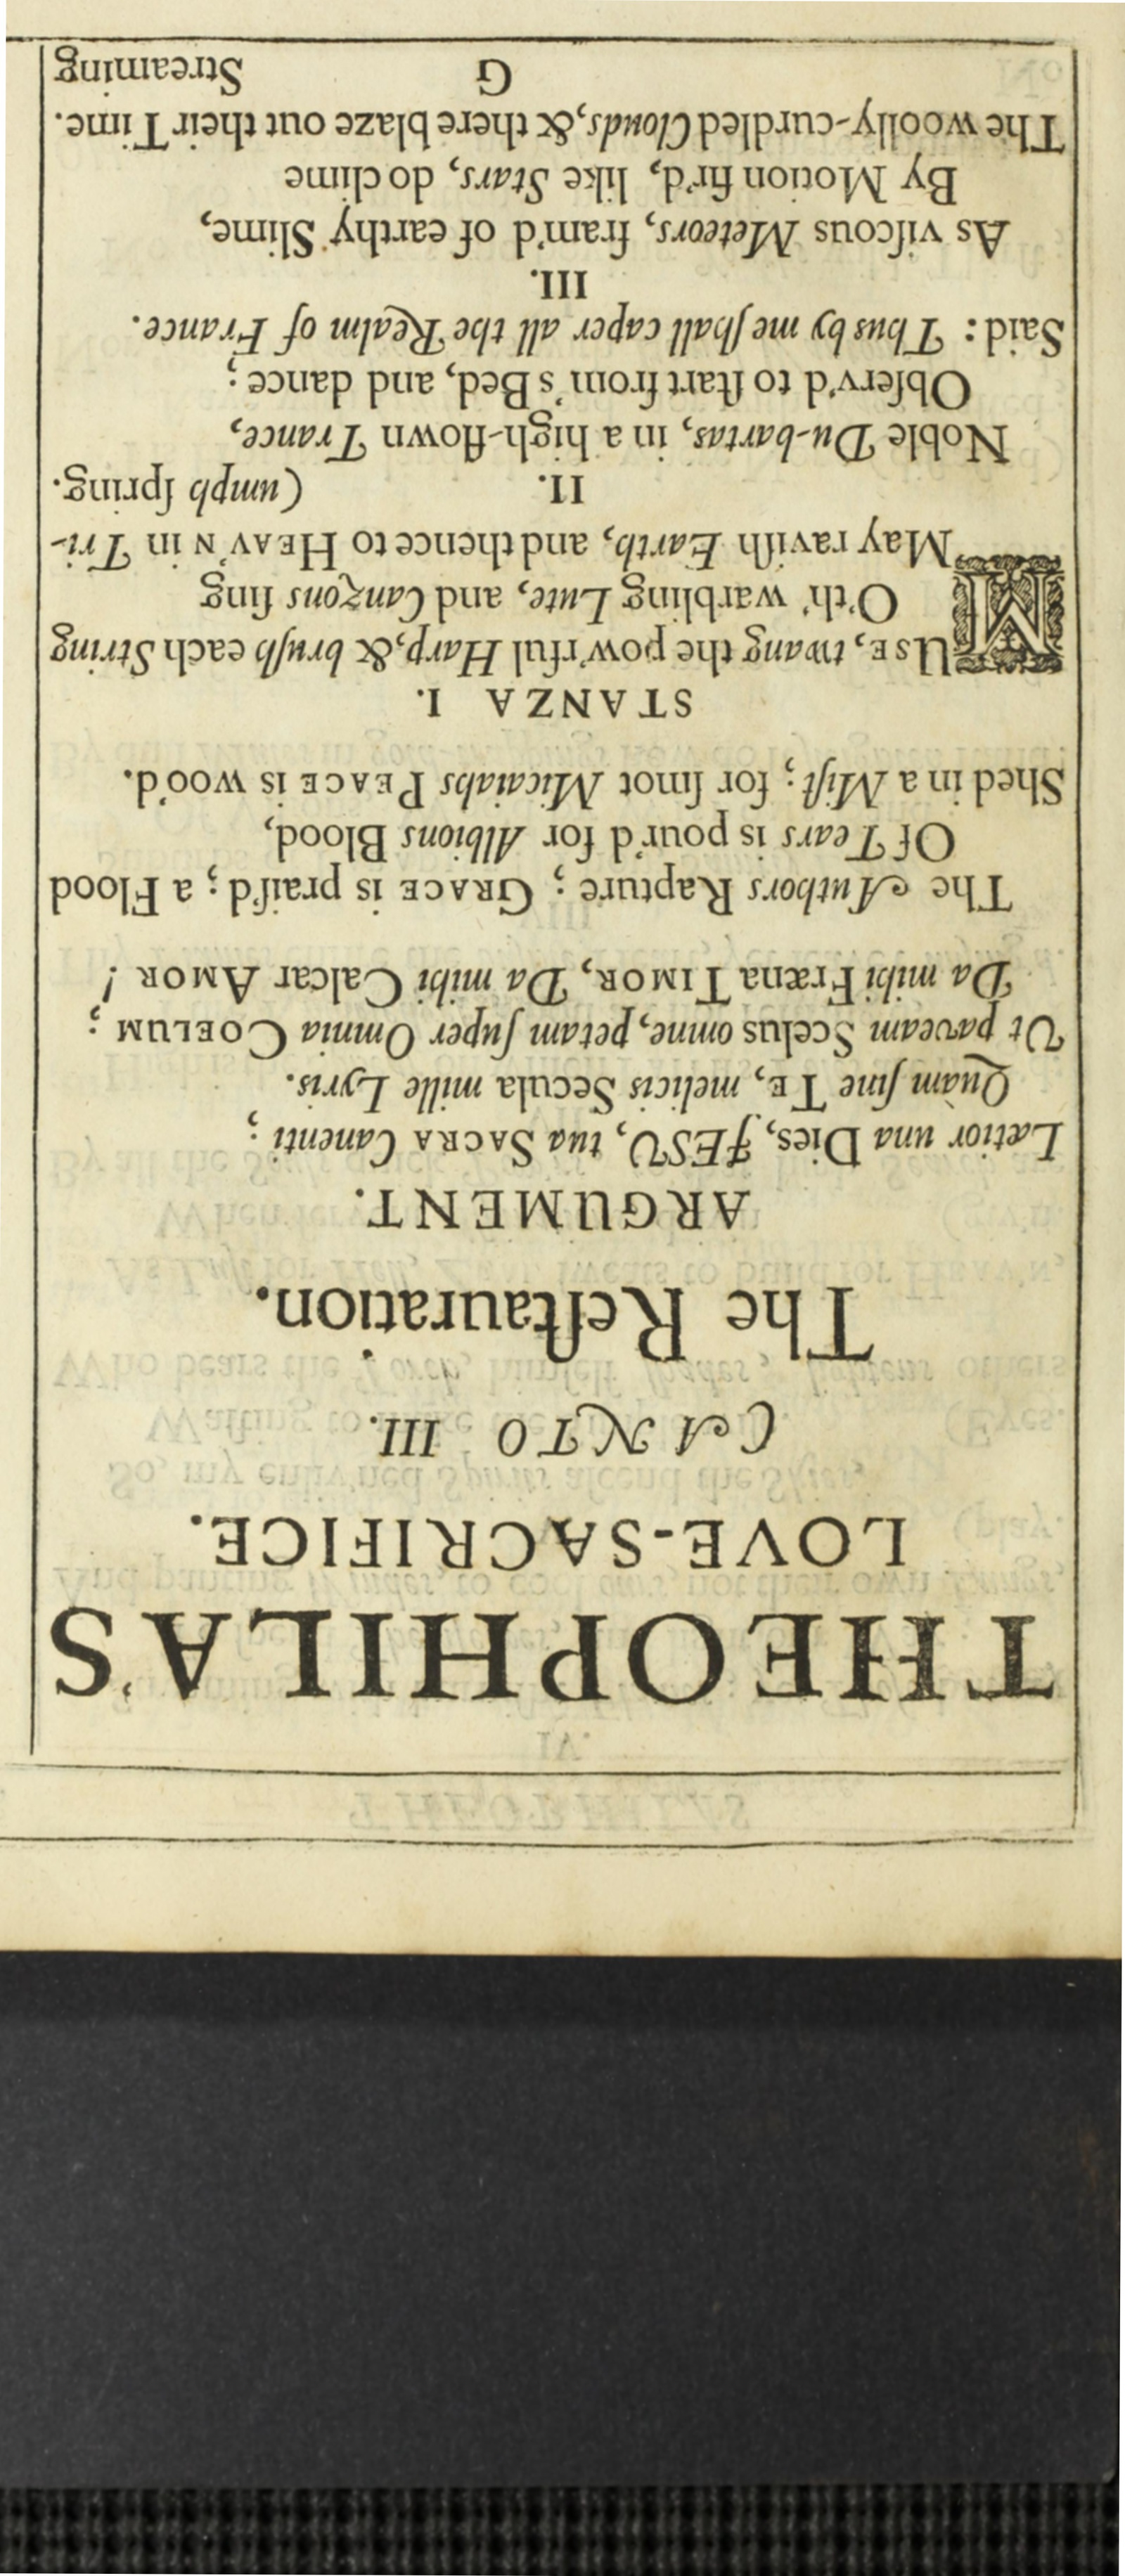 THEOPHILA'S
LOVE-SACRIFICE.
CANTO III.
The Reſtauration.
ARGUMENT.
Lætior una Dies, JESU, tua SACRA Canenti;
Quàm ſine TE, melicis Secula mille Lyris.
Ut paveam Scelus omne, petam ſuper Omnia COELUM;
Da mihi Fræna TIMOR, Da mihi Calcar AMOR!
The Authors Rapture; GRACE is praiſ'd; a Flood
Of Tears is pour'd for Albions Blood,
Shed in a Miſt; for ſmot Micaiahs PEACE is woo'd.
STANZA I.
MUSE, twang the pow'rful Harp, & bruſh each String
O'th' warbling Lute, and Canzons ſing
May raviſh Earth, and thence to HEAV'N in Tri-
II. (umph ſpring.
Noble Du-bartas, in a high-flown Trance,
Obſerv'd to ſtart from's Bed, and dance;
Said: Thus by me ſhall caper all the Realm of France.
III.
As viſcous Meteors, fram'd of earthy Slime,
By Motion fir'd, like Stars, do clime
The woolly-curdled Clouds, & there blaze out their Time.
G Streaming